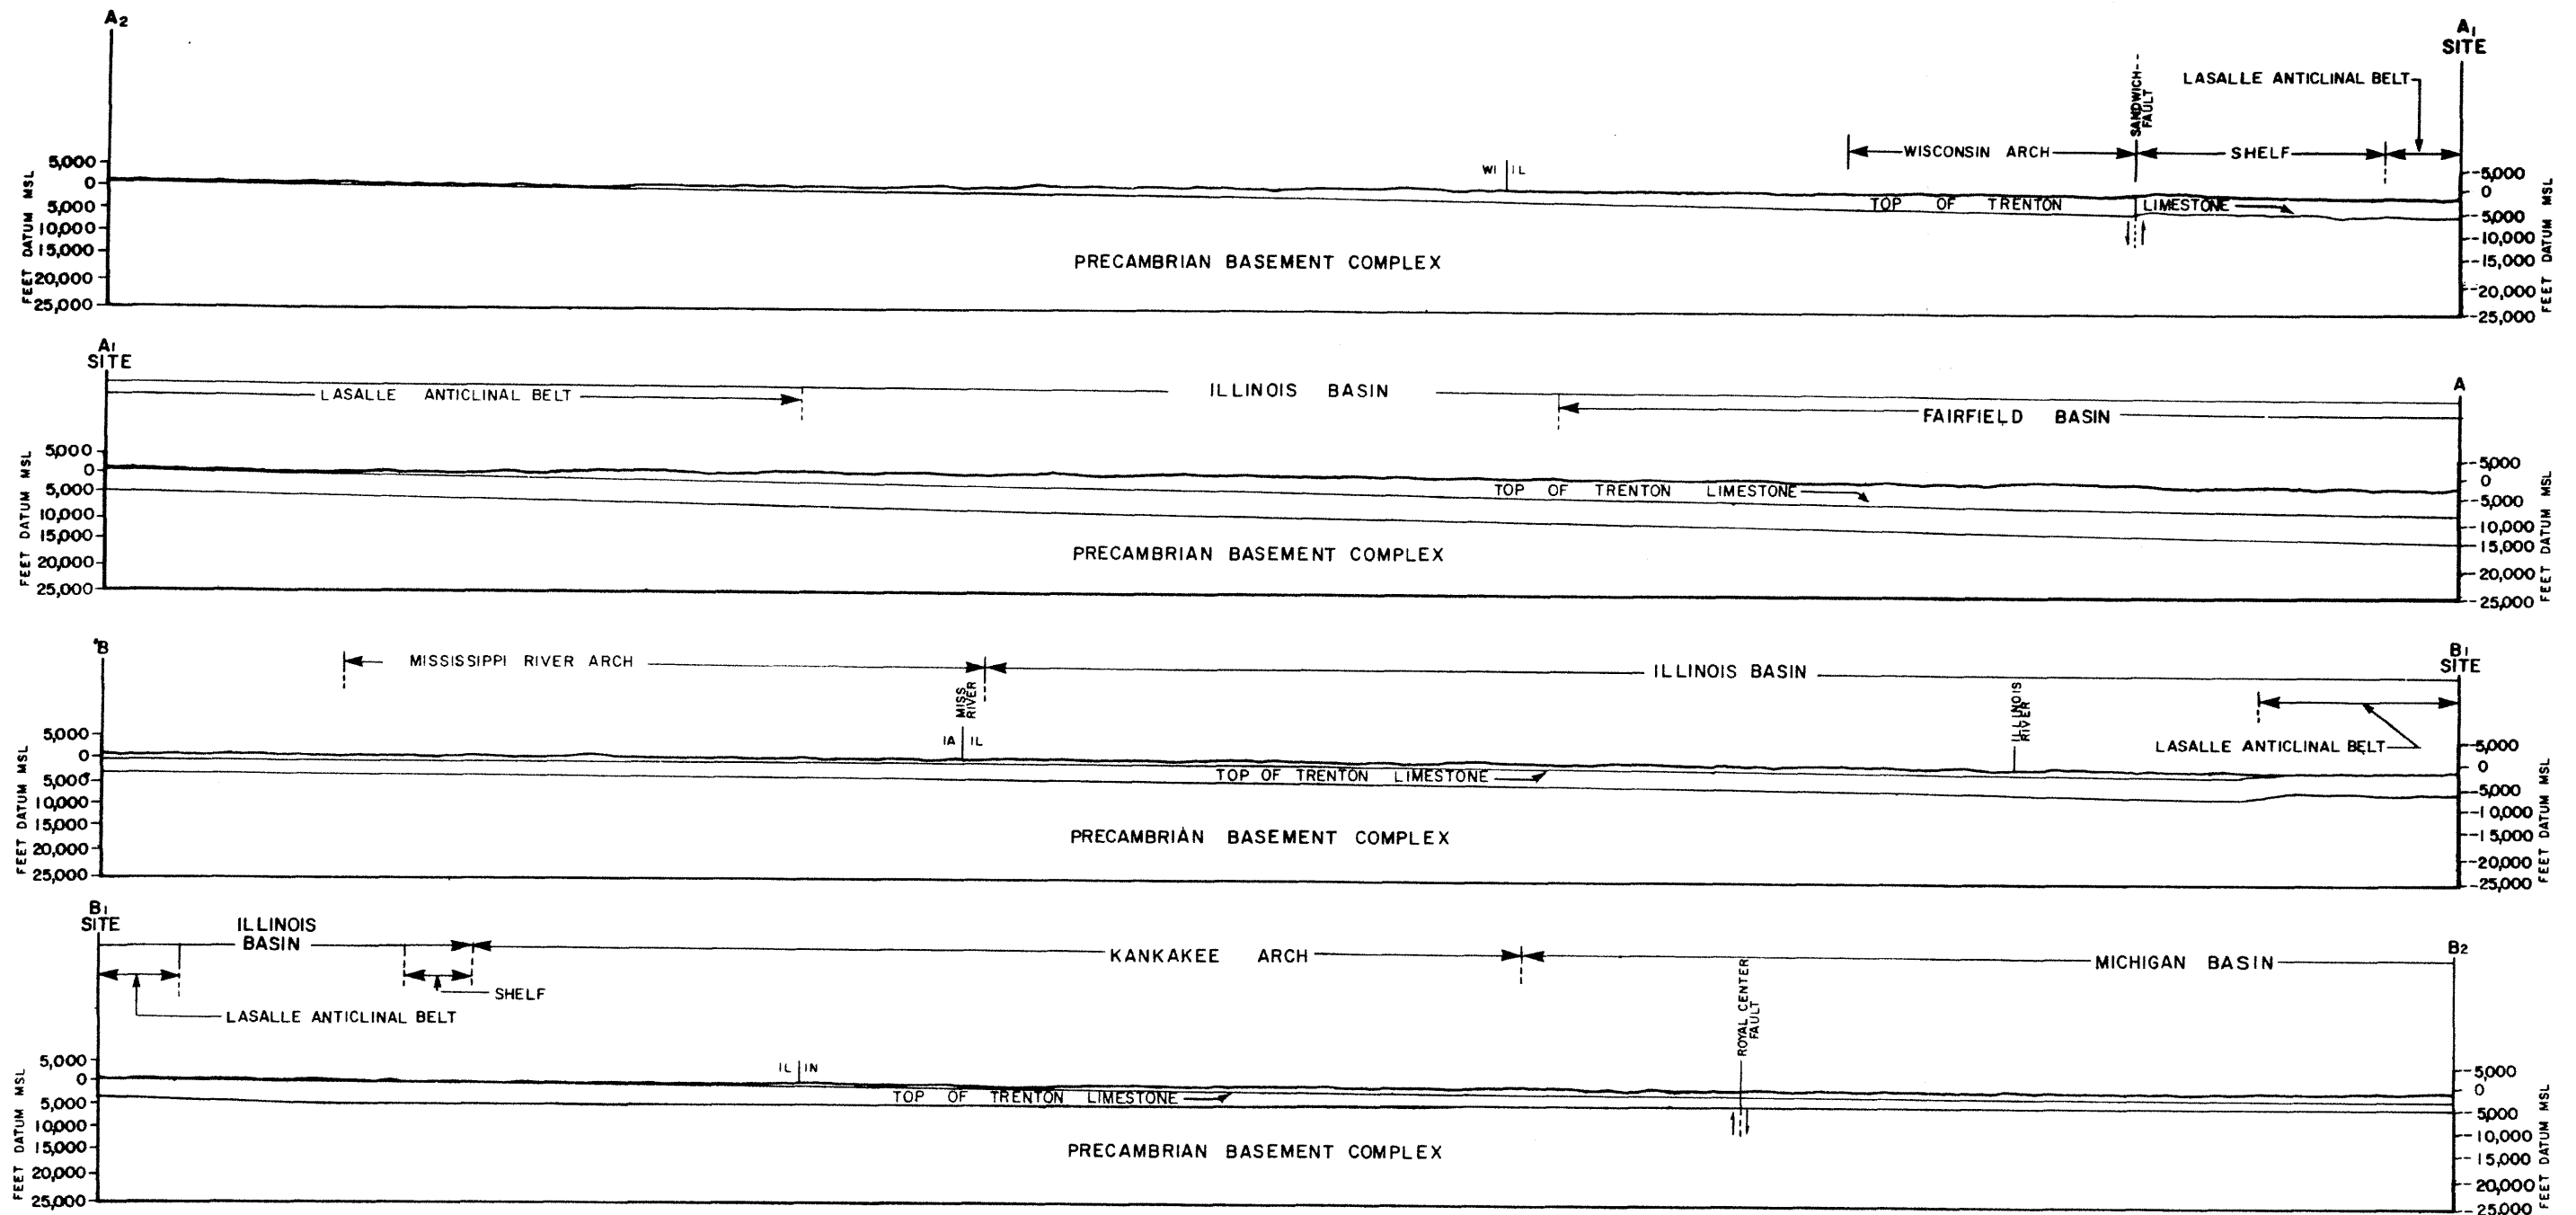 A2
A1
SITE
LASALLE ANTICLINAL BELT
SANDWICH
FAULT
WISCONSIN ARCH
SHELF
WI IL
TOP OF TRENTON LIMESTONE
PRECAMBRIAN BASEMENT COMPLEX
FEET DATUM MSL
5,000
0
5,000
10,000
15,000
20,000
25,000
5,000
0
5,000
10,000
15,000
20,000
25,000
FEET DATUM MSL
A1
SITE
A
LASALLE ANTICLINAL BELT
ILLINOIS BASIN
FAIRFIELD BASIN
TOP OF TRENTON LIMESTONE
PRECAMBRIAN BASEMENT COMPLEX
FEET DATUM MSL
5,000
0
5,000
10,000
15,000
20,000
25,000
5,000
0
5,000
10,000
15,000
20,000
25,000
FEET DATUM MSL
B
B1
SITE
MISSISSIPPI RIVER ARCH
ILLINOIS BASIN
MISS
RIVER
IA IL
ILLINOIS
RIVER
LASALLE ANTICLINAL BELT
TOP OF TRENTON LIMESTONE
PRECAMBRIAN BASEMENT COMPLEX
FEET DATUM MSL
5,000
0
5,000
10,000
15,000
20,000
25,000
5,000
0
5,000
10,000
15,000
20,000
25,000
FEET DATUM MSL
B1
SITE
ILLINOIS
BASIN
SHELF
LASALLE ANTICLINAL BELT
KANKAKEE ARCH
MICHIGAN BASIN
B2
ROYAL CENTER
FAULT
IL IN
TOP OF TRENTON LIMESTONE
PRECAMBRIAN BASEMENT COMPLEX
FEET DATUM MSL
5,000
0
5,000
10,000
15,000
20,000
25,000
5,000
0
5,000
10,000
15,000
20,000
25,000
FEET DATUM MSL